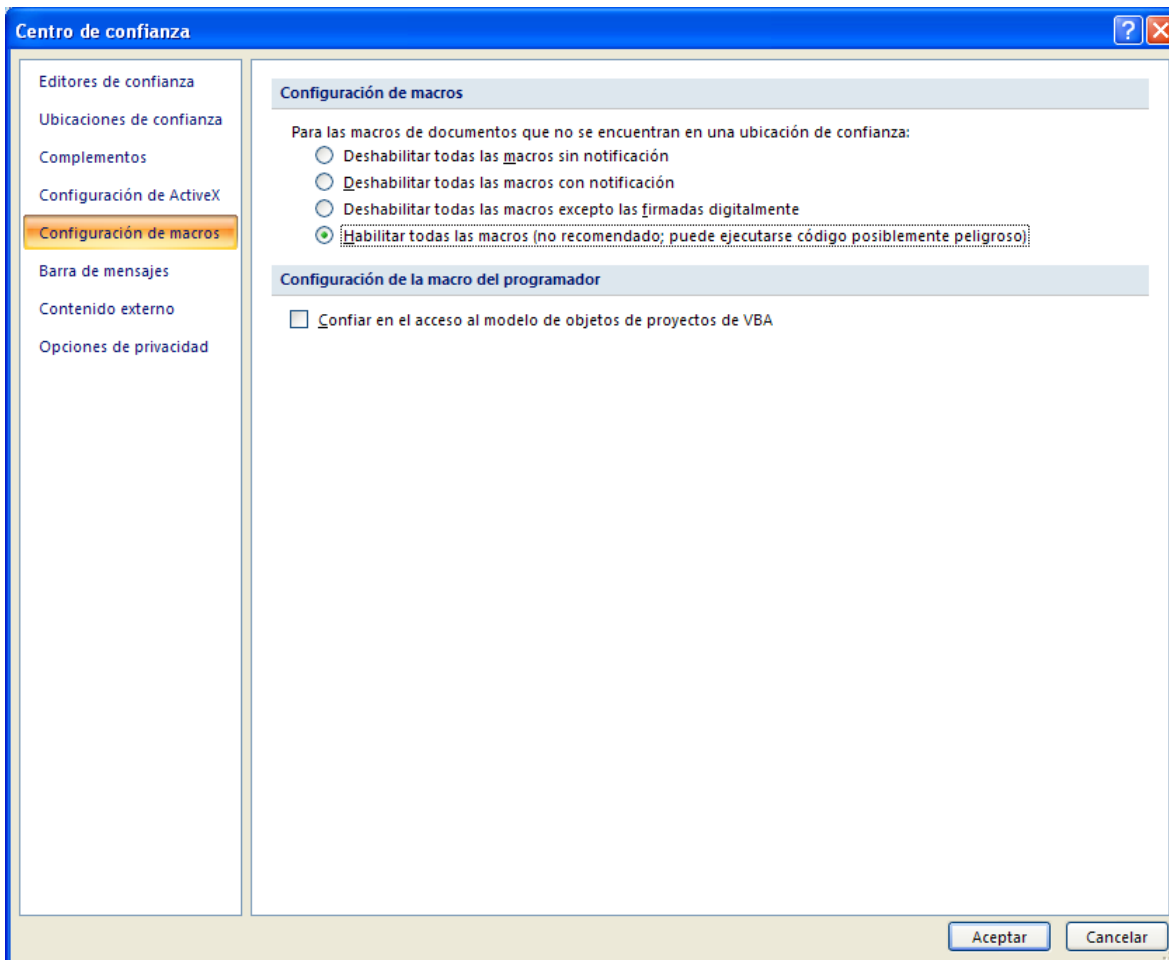 Centro de confianza
Editores de confianza
Ubicaciones de confianza
Complementos
Configuración de ActiveX
Configuración de macros
Barra de mensajes
Contenido externo
Opciones de privacidad
Configuración de macros
Para las macros de documentos que no se encuentran en una ubicación de confianza:
Deshabilitar todas las macros sin notificación
Deshabilitar todas las macros con notificación
Deshabilitar todas las macros excepto las firmadas digitalmente
Habilitar todas las macros (no recomendado; puede ejecutarse código posiblemente peligroso)
Configuración de la macro del programador
Confiar en el acceso al modelo de objetos de proyectos de VBA
Aceptar
Cancelar